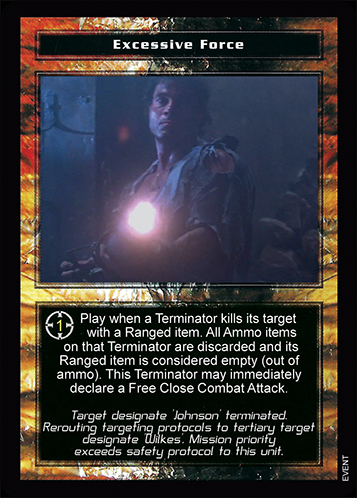 Excessive Force
1 Play when a Terminator kills its target
with a Ranged item. All Ammo items
on that Terminator are discarded and its
Ranged item is considered empty (out of
ammo). This Terminator may immediately
declare a Free Close Combat Attack.
Target designate 'Johnson' terminated.
Rerouting targeting protocols to tertiary target
designate 'Wilkes'. Mission priority
exceeds safety protocol to this unit.
EVENT